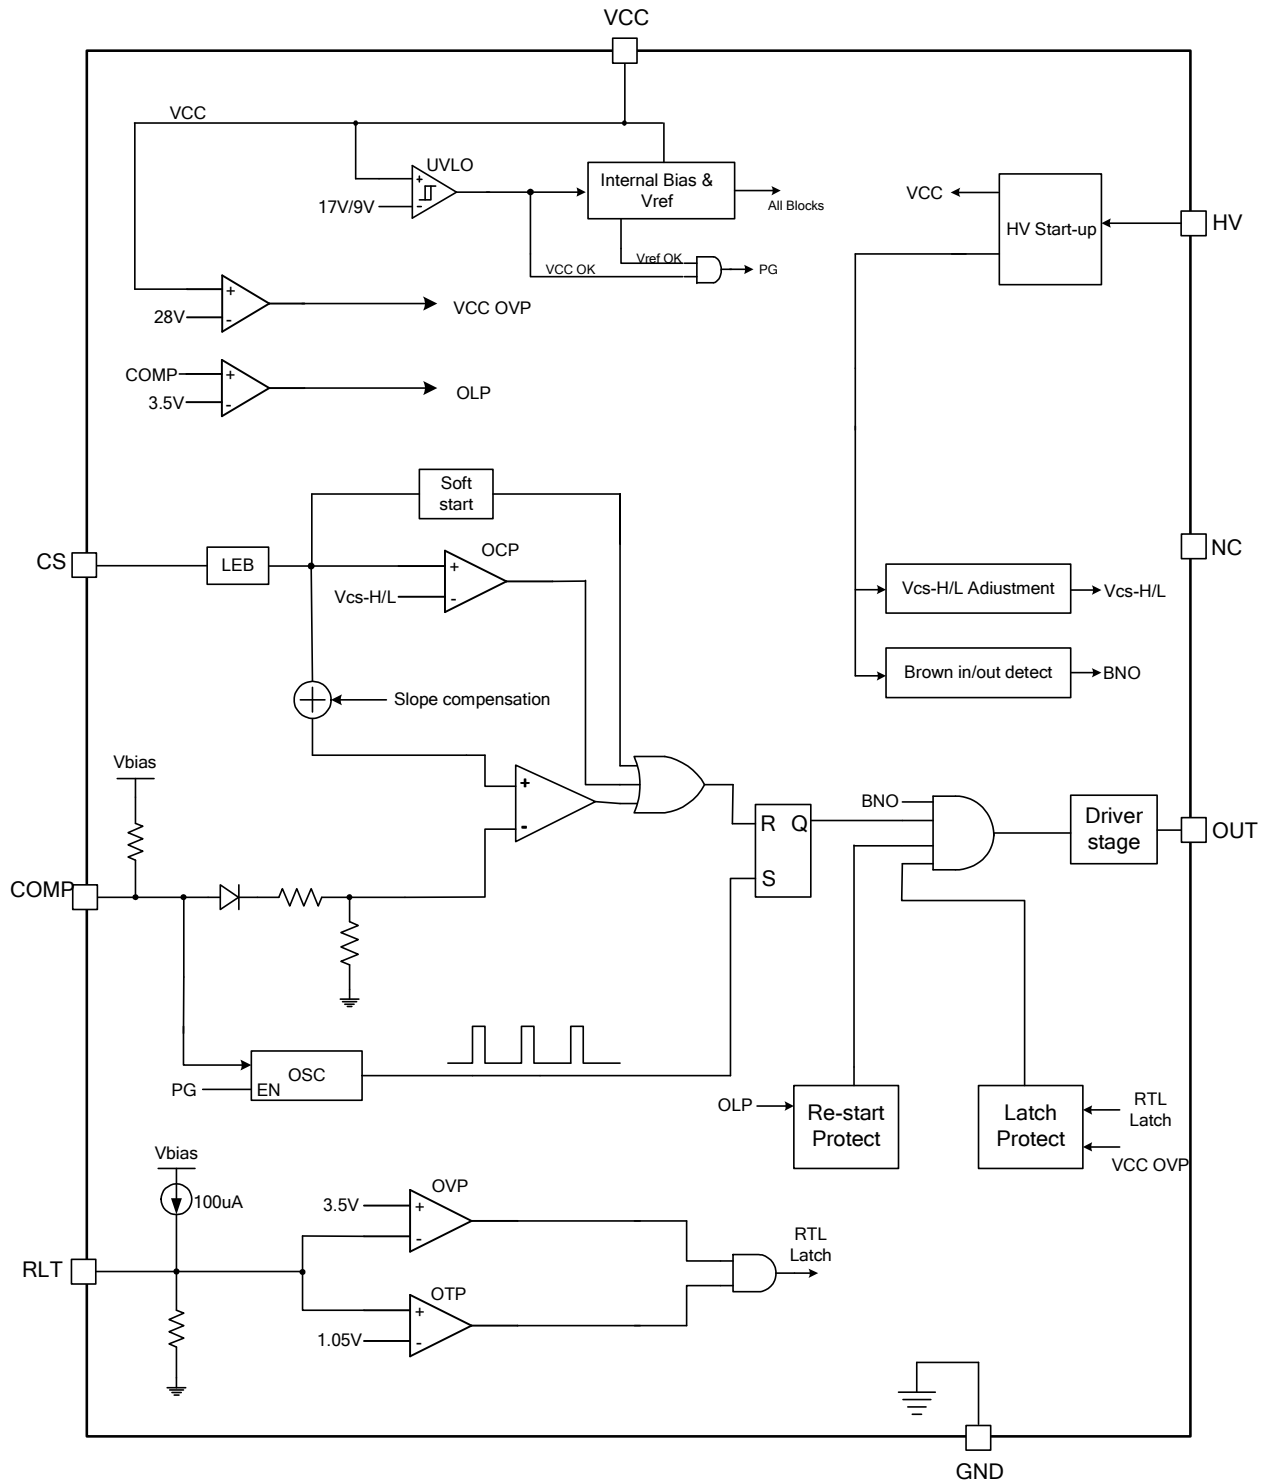 VCC
VCC
UVLO
+
-
17V/9V
Internal Bias &
Vref
All Blocks
VCC
HV Start-up
HV
Vref OK
VCC OK
PG
+
-
28V
VCC OVP
COMP
+
-
3.5V
OLP
Soft
start
CS
LEB
OCP
+
-
Vcs-H/L
NC
Vcs-H/L Adiustment
Vcs-H/L
Brown in/out detect
BNO
Slope compensation
Vbias
+
-
BNO
R Q
S
Driver
stage
OUT
COMP
OSC
PG
EN
OLP
Re-start
Protect
Latch
Protect
RTL
Latch
VCC OVP
Vbias
100uA
OVP
3.5V
+
-
RTL
Latch
RLT
OTP
+
-
1.05V
GND